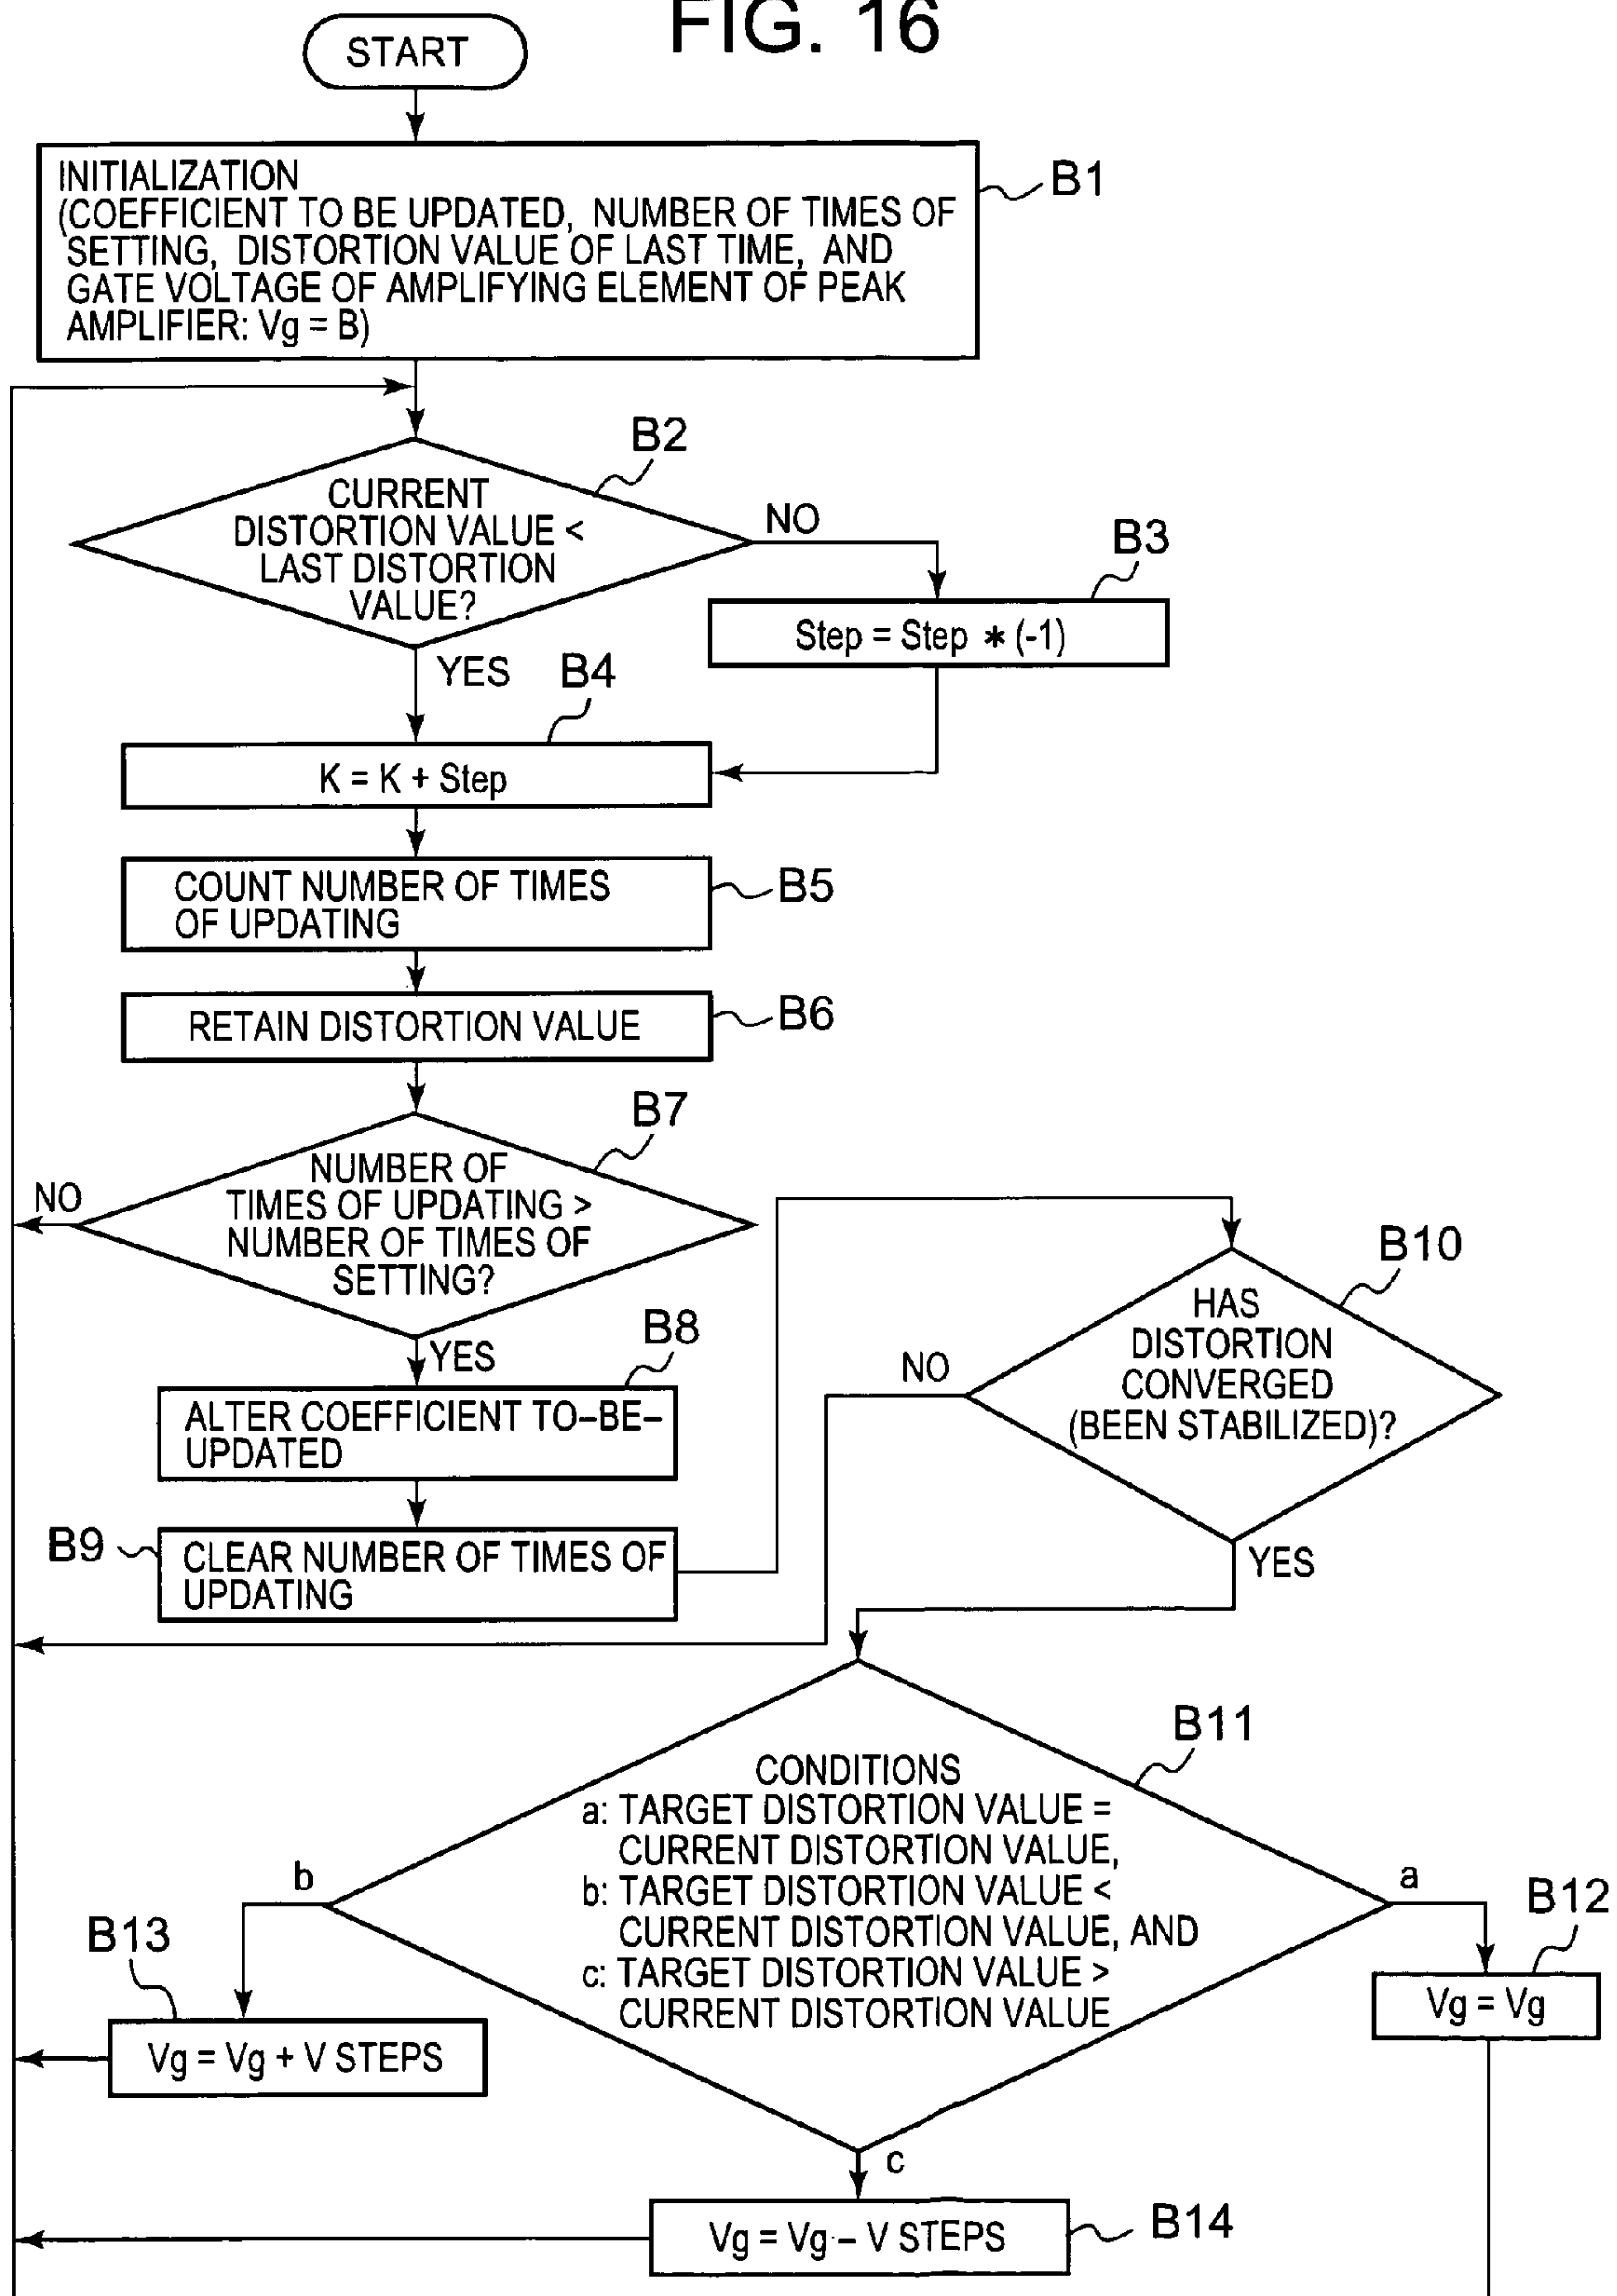 FIG. 16
START
INITIALIZATION
(COEFFICIENT TO BE UPDATED, NUMBER OF TIMES OF
SETTING, DISTORTION VALUE OF LAST TIME, AND
GATE VOLTAGE OF AMPLIFYING ELEMENT OF PEAK
AMPLIFIER: Vg = B)
B1
B2
CURRENT
DISTORTION VALUE <
LAST DISTORTION
VALUE?
NO
YES
B3
Step = Step * (-1)
B4
K = K + Step
COUNT NUMBER OF TIMES
OF UPDATING
B5
RETAIN DISTORTION VALUE
B6
B7
NUMBER OF
TIMES OF UPDATING >
NUMBER OF TIMES OF
SETTING?
NO
YES
B8
ALTER COEFFICIENT TO-BE-
UPDATED
B9
CLEAR NUMBER OF TIMES OF
UPDATING
B10
HAS
DISTORTION
CONVERGED
(BEEN STABILIZED)?
NO
YES
B11
CONDITIONS
a: TARGET DISTORTION VALUE =
CURRENT DISTORTION VALUE,
b: TARGET DISTORTION VALUE <
CURRENT DISTORTION VALUE, AND
c: TARGET DISTORTION VALUE >
CURRENT DISTORTION VALUE
a
b
c
B12
Vg = Vg
B13
Vg = Vg + V STEPS
Vg = Vg - V STEPS
B14